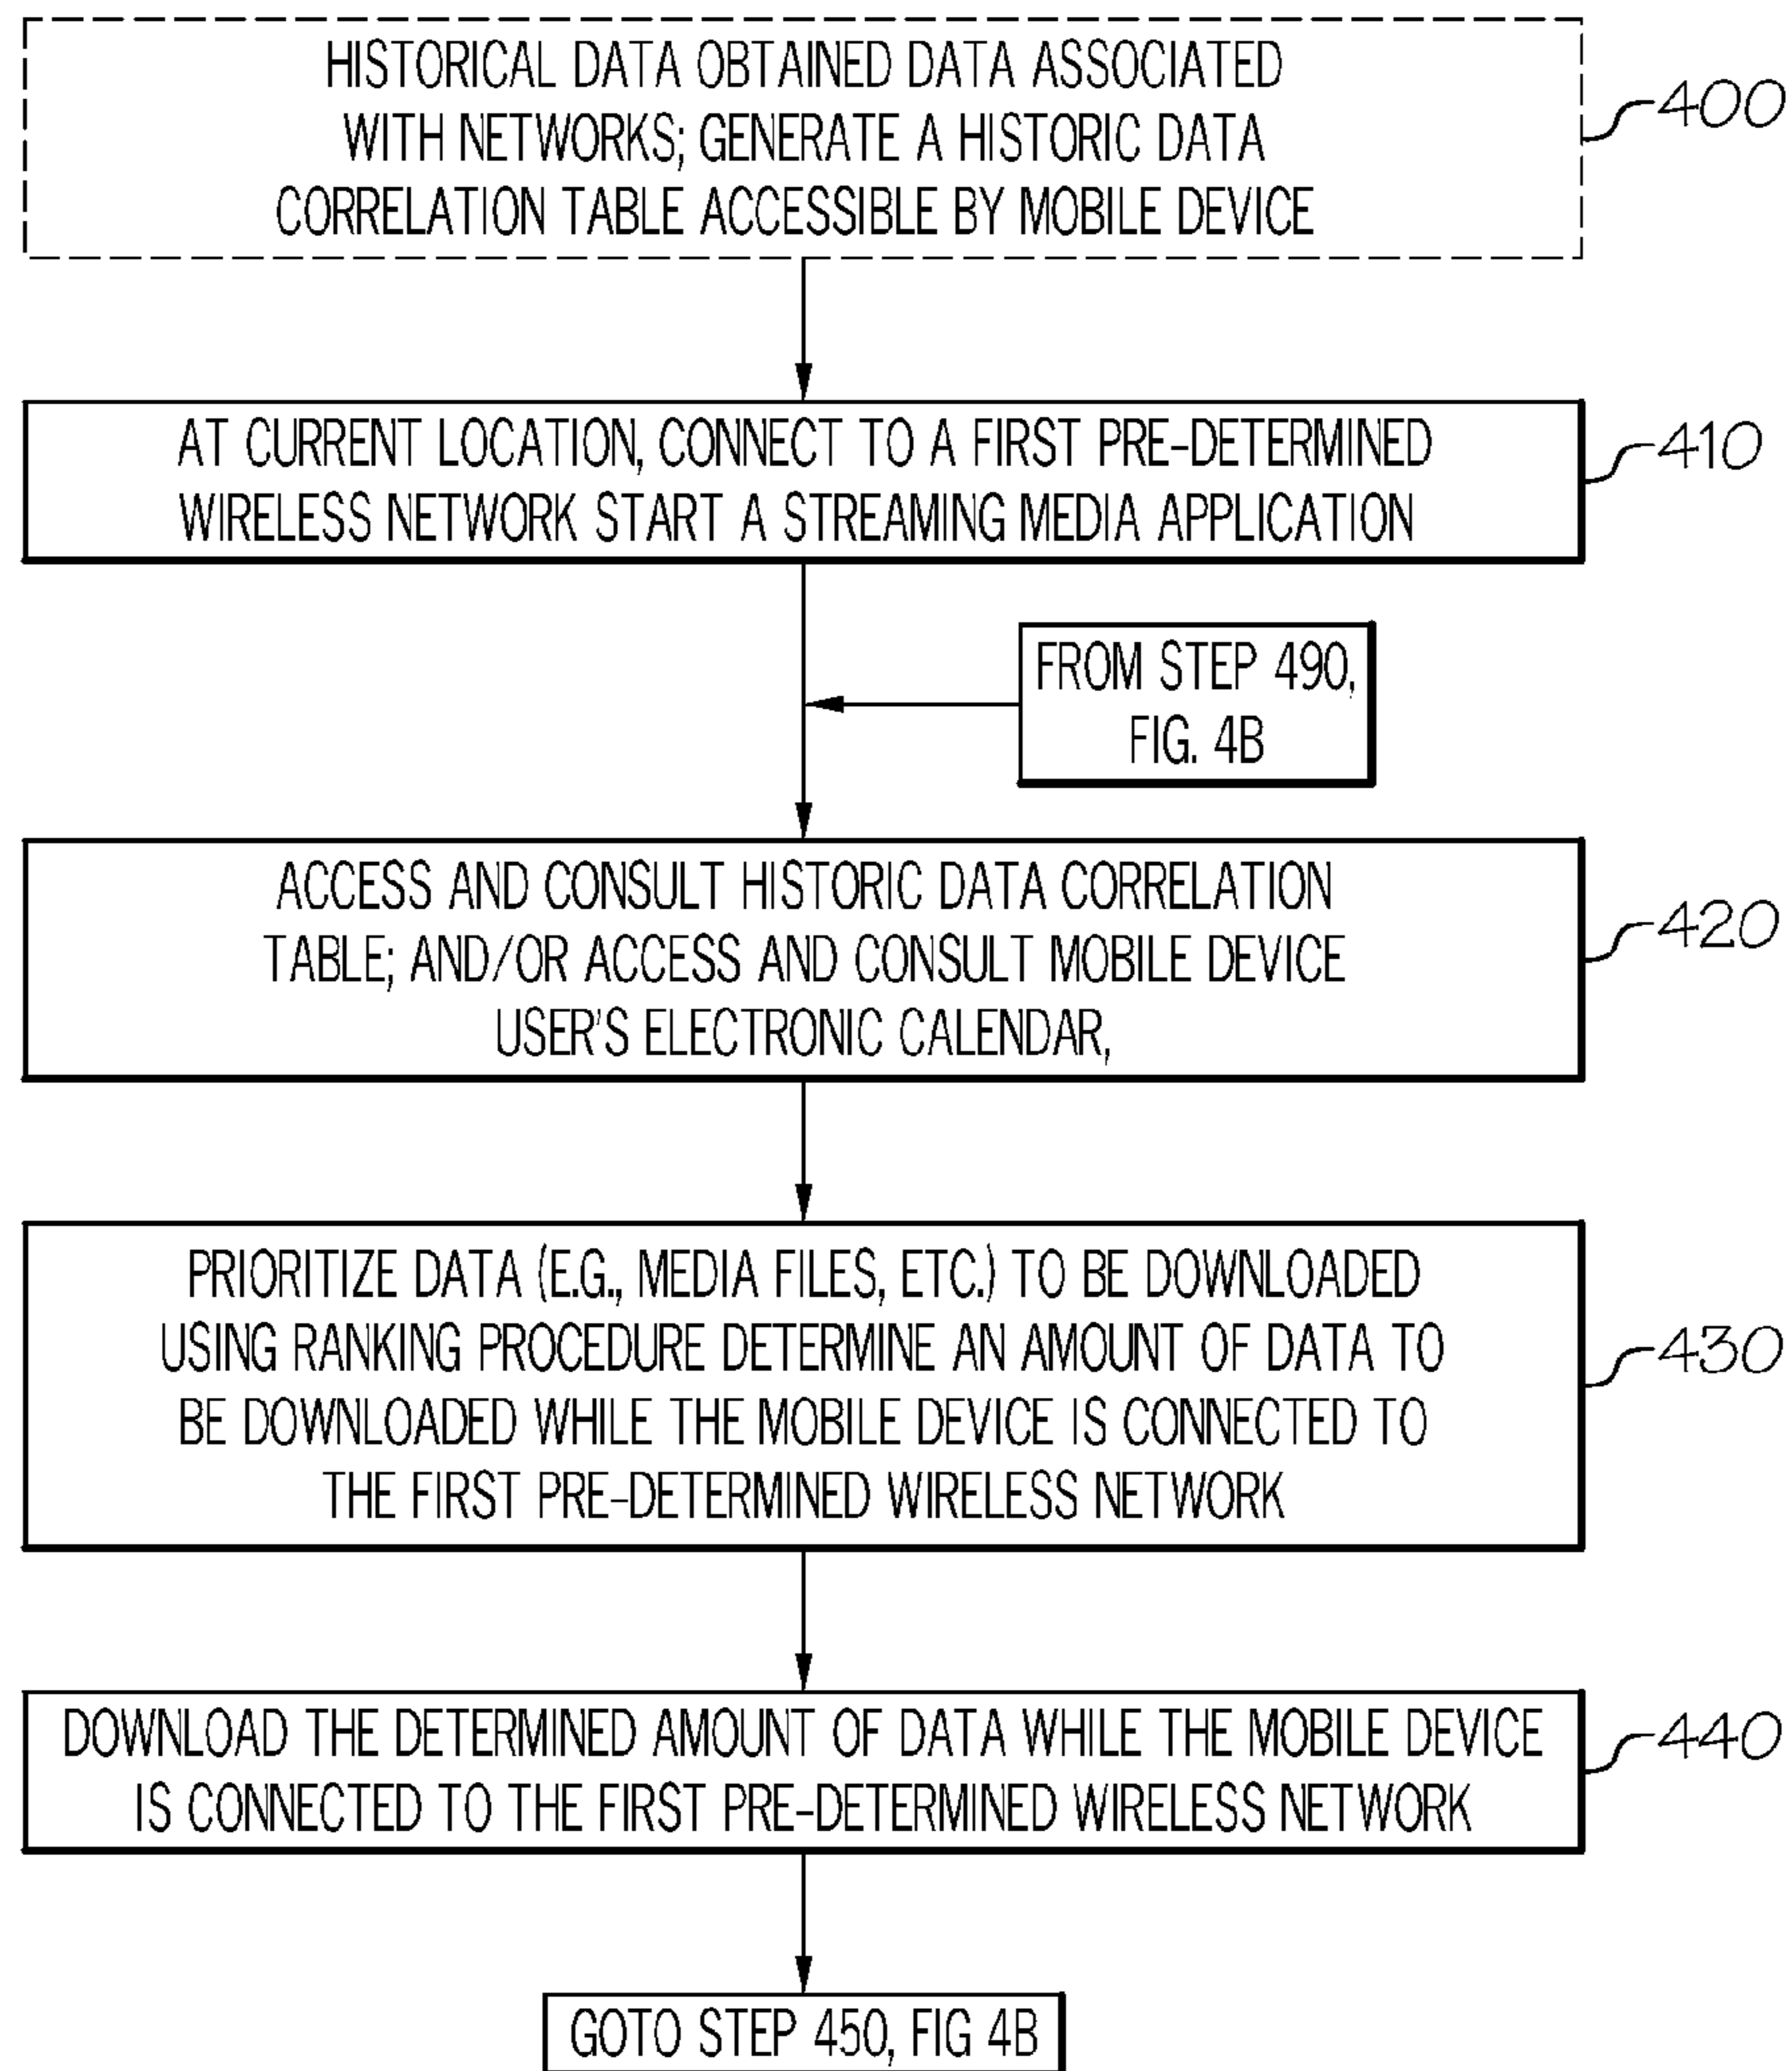 HISTORICAL DATA OBTAINED DATA ASSOCIATED
WITH NETWORKS; GENERATE A HISTORIC DATA
CORRELATION TABLE ACCESSIBLE BY MOBILE DEVICE
400
AT CURRENT LOCATION, CONNECT TO A FIRST PRE-DETERMINED
WIRELESS NETWORK START A STREAMING MEDIA APPLICATION
410
FROM STEP 490,
FIG. 4B
ACCESS AND CONSULT HISTORIC DATA CORRELATION
TABLE; AND/OR ACCESS AND CONSULT MOBILE DEVICE
USER'S ELECTRONIC CALENDAR,
420
PRIORITIZE DATA (E.G., MEDIA FILES, ETC.) TO BE DOWNLOADED
USING RANKING PROCEDURE DETERMINE AN AMOUNT OF DATA TO
BE DOWNLOADED WHILE THE MOBILE DEVICE IS CONNECTED TO
THE FIRST PRE-DETERMINED WIRELESS NETWORK
430
DOWNLOAD THE DETERMINED AMOUNT OF DATA WHILE THE MOBILE DEVICE
IS CONNECTED TO THE FIRST PRE-DETERMINED WIRELESS NETWORK
440
GOTO STEP 450, FIG 4B